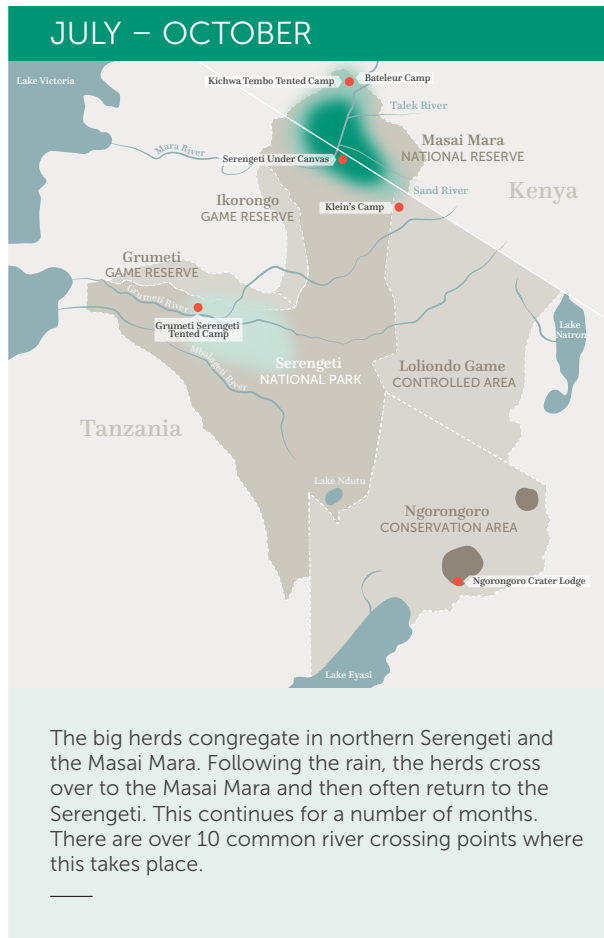 JULY – OCTOBER
Lake Victoria
Kichwa Tembo Tented Camp
Bateleur Camp
Talek River
Mara River
Masai Mara
NATIONAL RESERVE
Serengeti Under Canvas
Sand River
Kenya
Ikorongo
GAME RESERVE
Klein's Camp
Grumeti
GAME RESERVE
Grumeti River
Grumeti Serengeti
Tented Camp
Lake
Natron
Mbalageti River
Serengeti
NATIONAL PARK
Loliondo Game
CONTROLLED AREA
Tanzania
Lake Ndutu
Ngorongoro
CONSERVATION AREA
Ngorongoro Crater Lodge
Lake Eyasi
The big herds congregate in northern Serengeti and
the Masai Mara. Following the rain, the herds cross
over to the Masai Mara and then often return to the
Serengeti. This continues for a number of months.
There are over 10 common river crossing points where
this takes place.